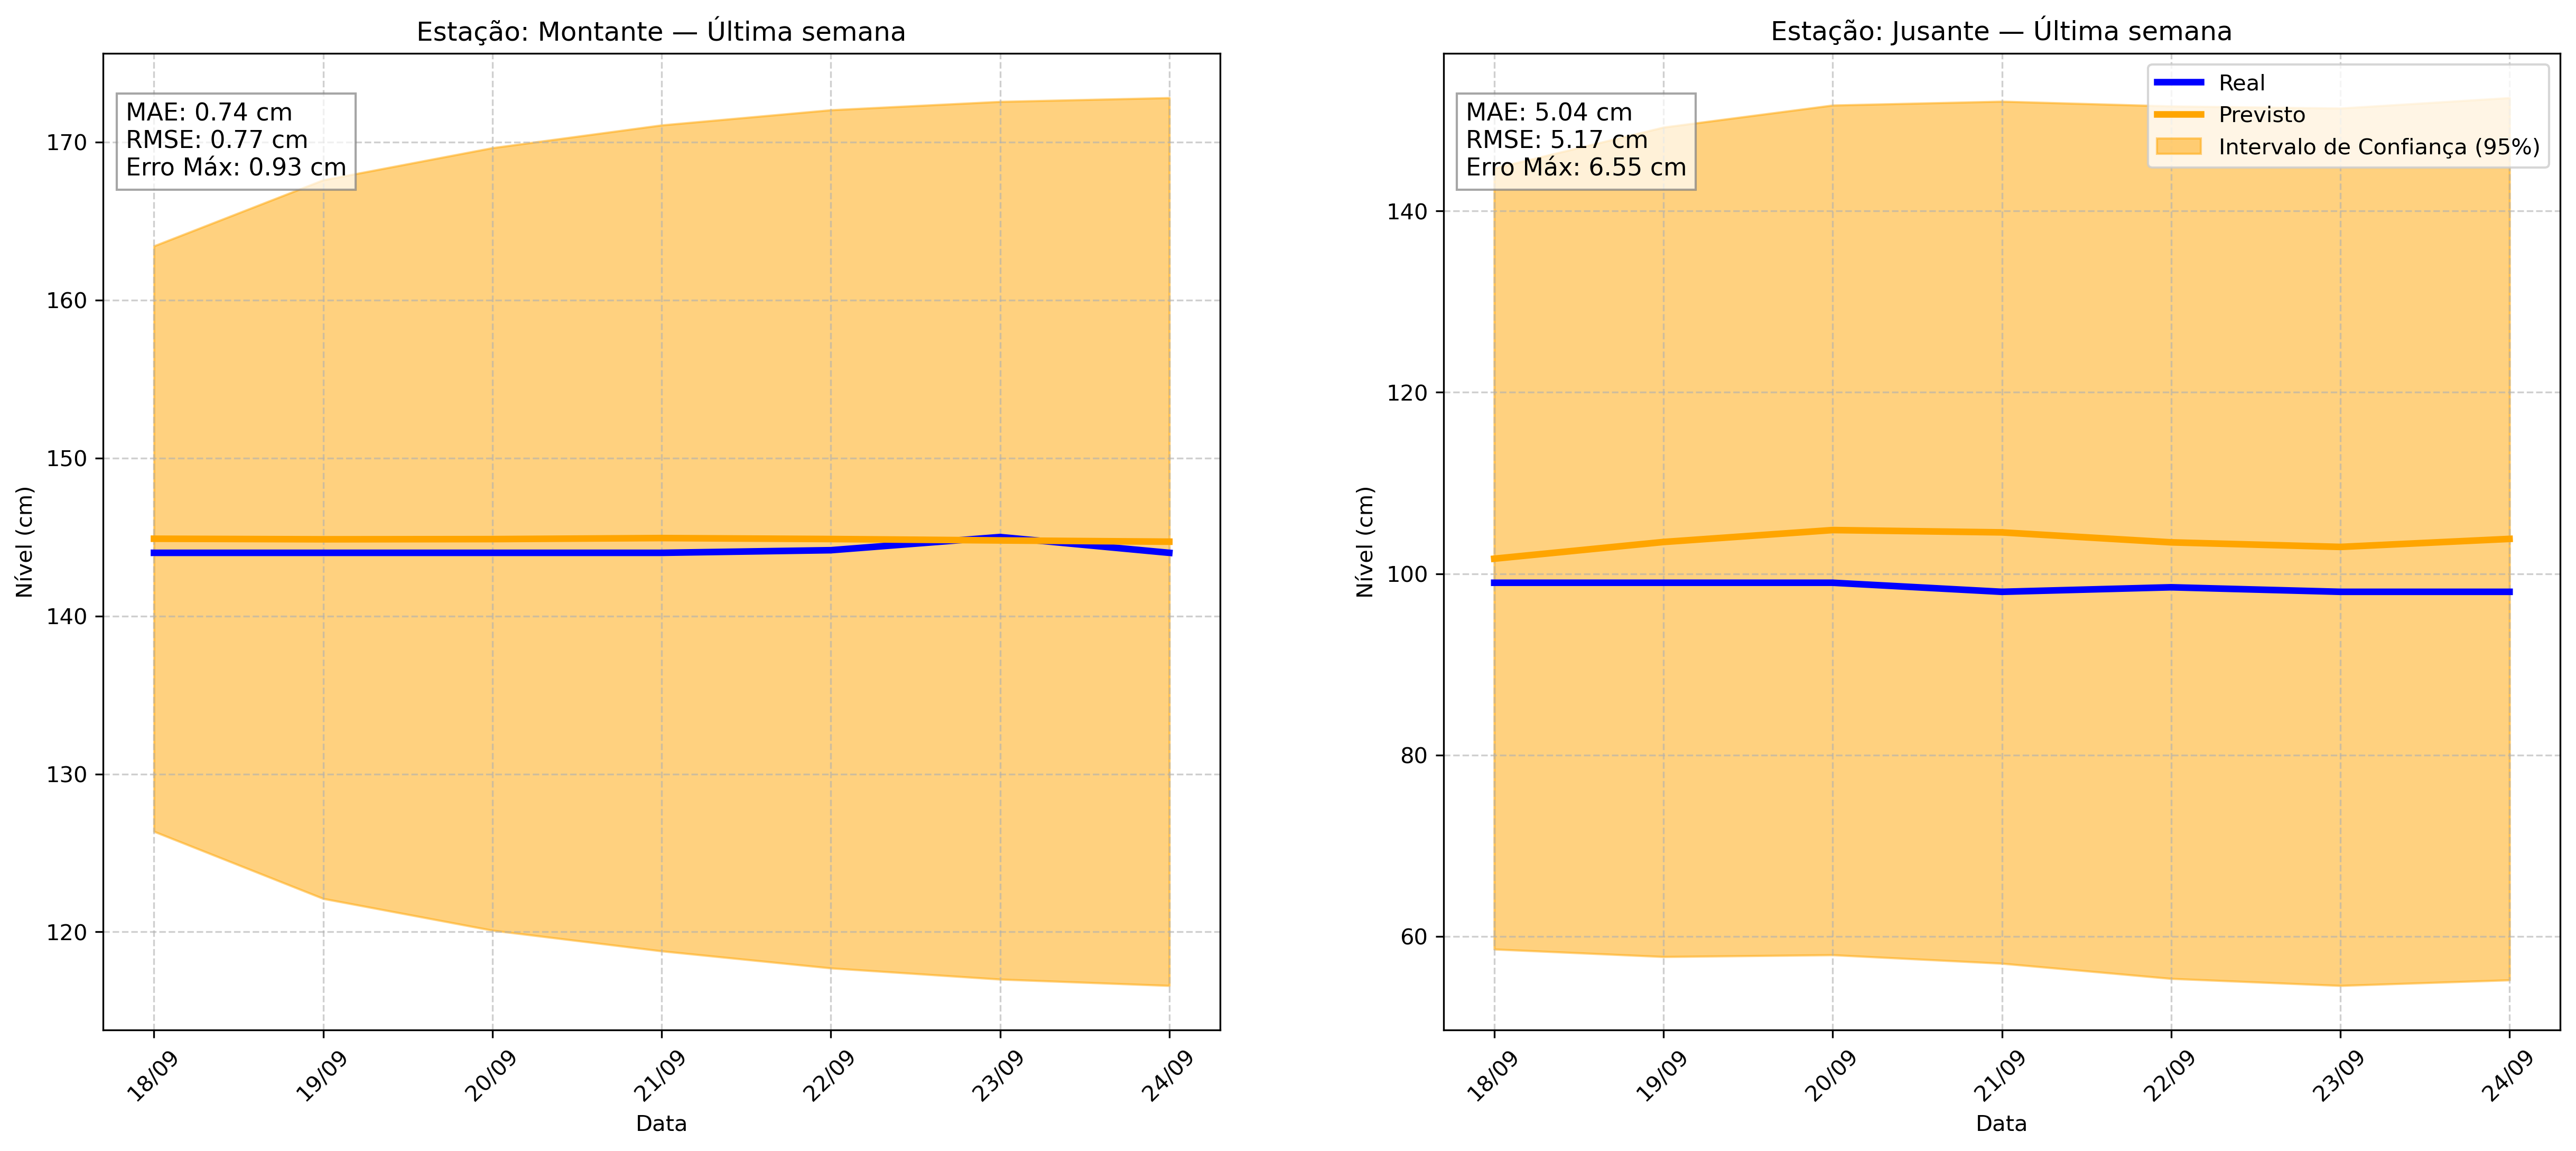 Estação: Montante — Última semana
MAE: 0.74 cm
RMSE: 0.77 cm
Erro Máx: 0.93 cm
Nível (cm)
170
160
150
140
130
120
18/09
19/09
20/09
21/09
22/09
23/09
24/09
Data
Estação: Jusante — Última semana
MAE: 5.04 cm
RMSE: 5.17 cm
Erro Máx: 6.55 cm
Real
Previsto
Intervalo de Confiança (95%)
Nível (cm)
140
120
100
80
60
18/09
19/09
20/09
21/09
22/09
23/09
24/09
Data